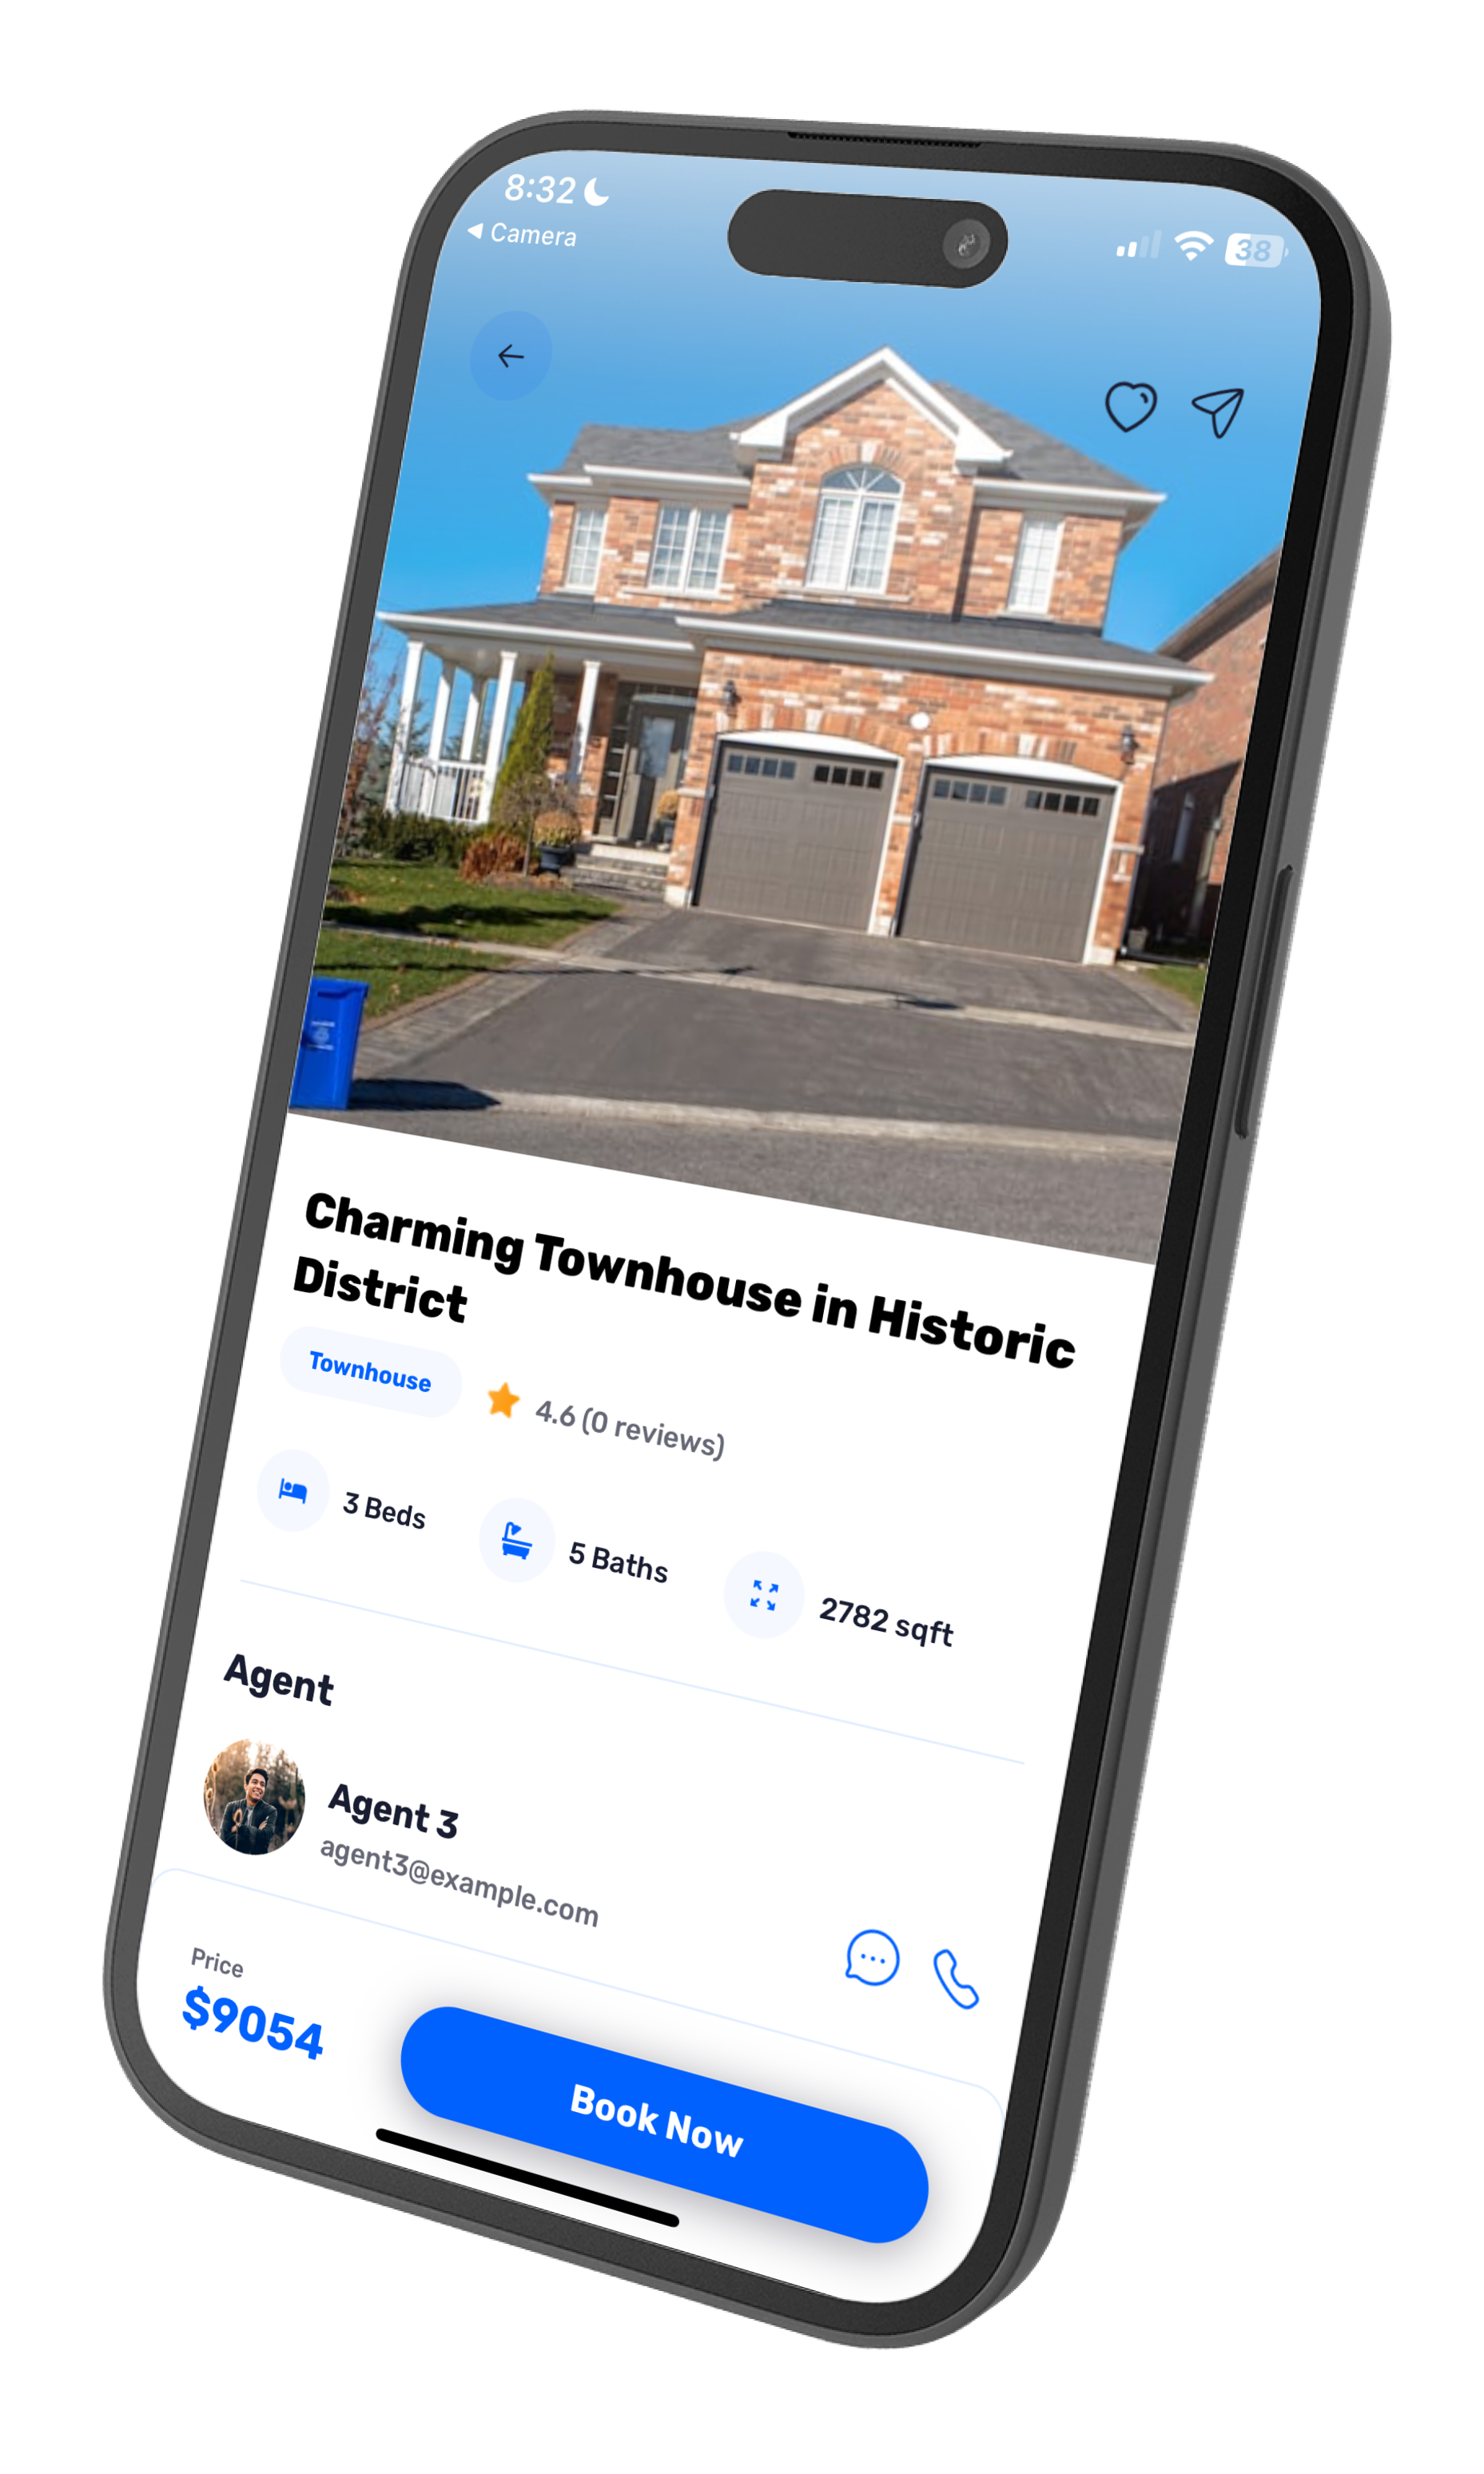 8:32
Camera
38
Charming Townhouse in Historic
District
Townhouse
4.6 (0 reviews)
3 Beds
5 Baths
2782 sqft
Agent
Agent 3
agent3@example.com
Price
$9054
Book Now